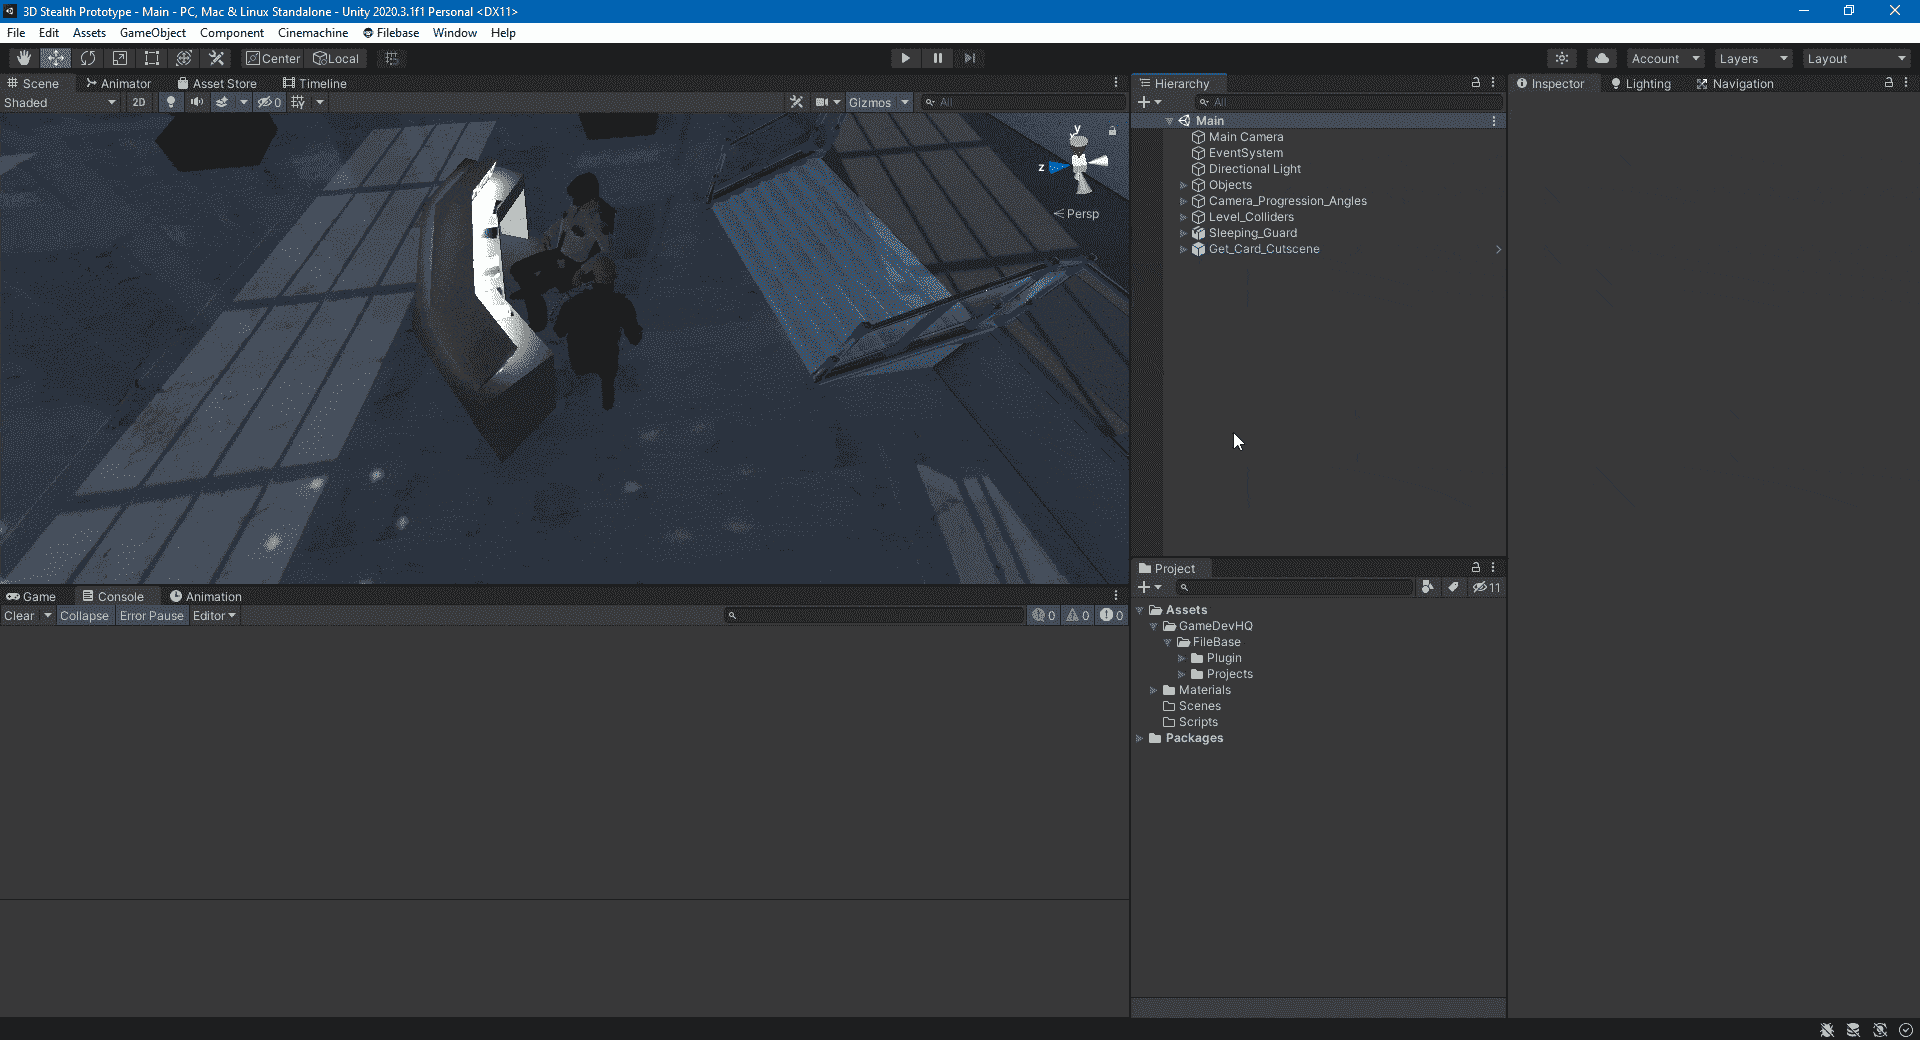 3D Stealth Prototype - Main - PC, Mac & Linux Standalone - Unity 2020.3.1f1 Personal <DX11>
File Edit Assets GameObject Component Cinemachine Filebase Window Help
Center Local Account Layers Layout
Scene Animator Asset Store Timeline
Shaded 2D 0 Gizmos All
y
x
z
Persp
Hierarchy
All
Main
Main Camera
EventSystem
Directional Light
Objects
Camera_Progression_Angles
Level_Colliders
Sleeping_Guard
Get_Card_Cutscene
Inspector Lighting Navigation
Game Console Animation
Clear Collapse Error Pause Editor 0 0 0
Project
11
Assets
GameDevHQ
FileBase
Plugin
Projects
Materials
Scenes
Scripts
Packages